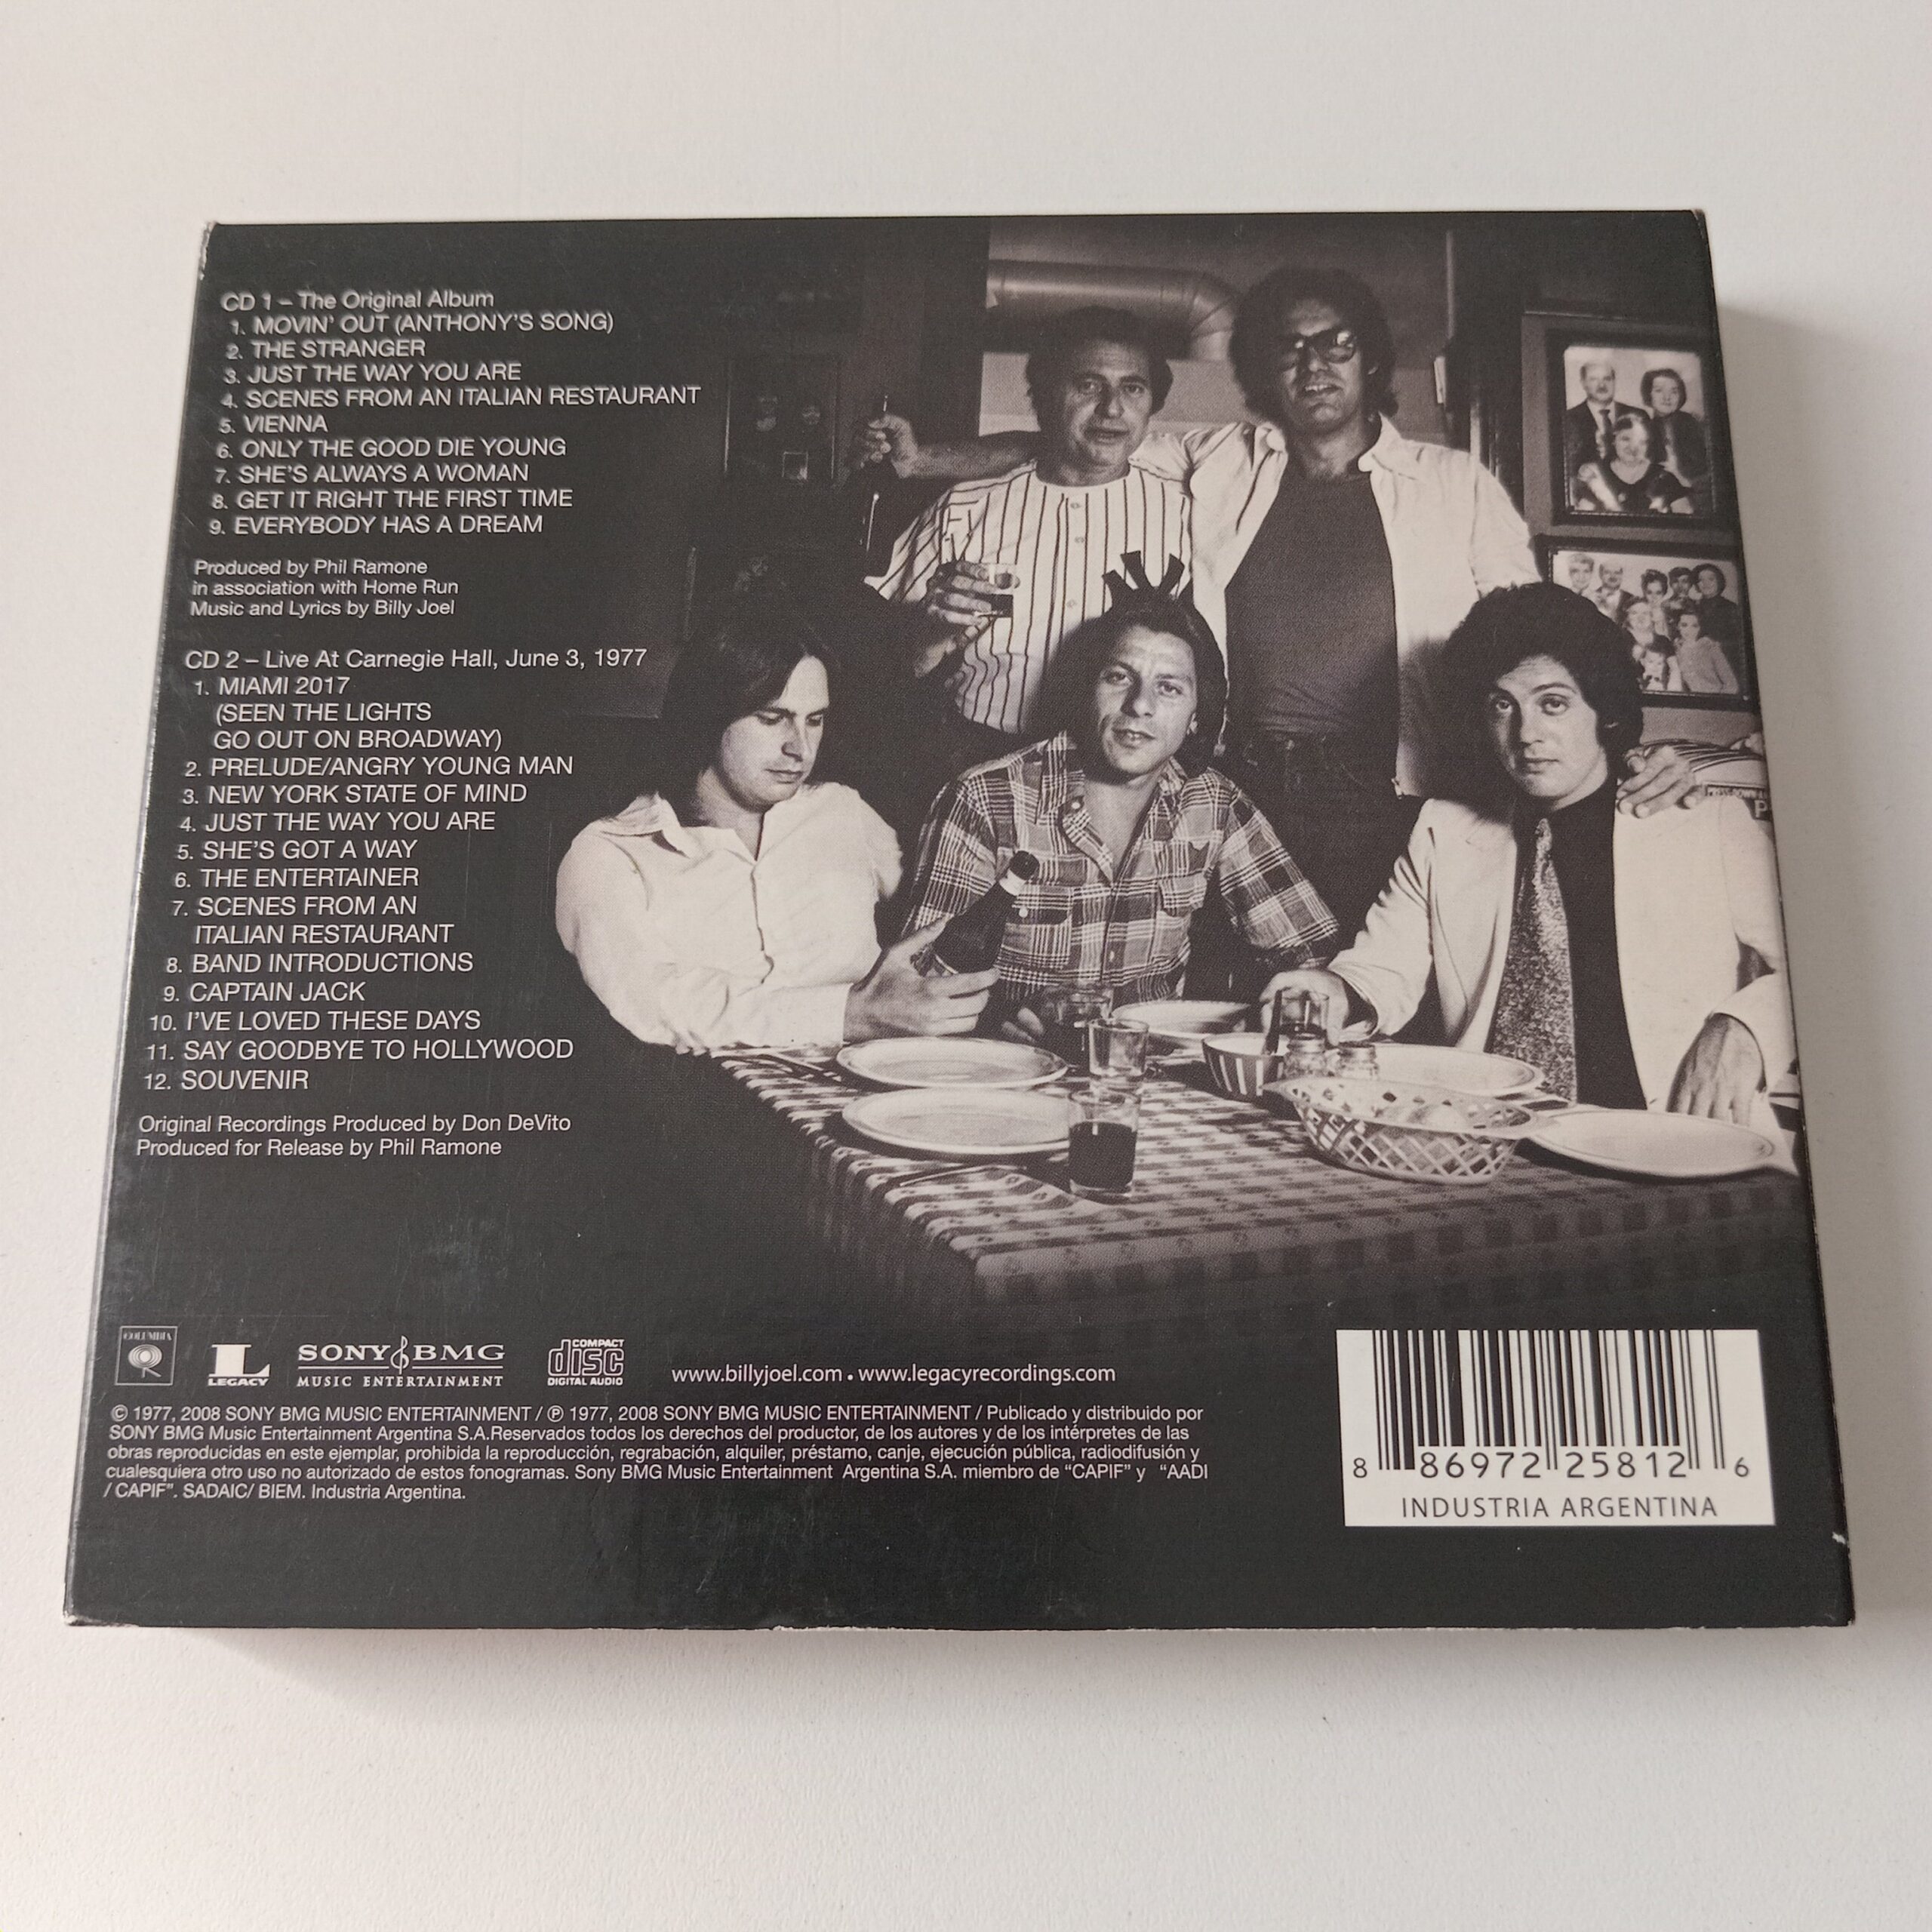 CD 1 – The Original Album
1. MOVIN' OUT (ANTHONY'S SONG)
2. THE STRANGER
3. JUST THE WAY YOU ARE
4. SCENES FROM AN ITALIAN RESTAURANT
5. VIENNA
6. ONLY THE GOOD DIE YOUNG
7. SHE'S ALWAYS A WOMAN
8. GET IT RIGHT THE FIRST TIME
9. EVERYBODY HAS A DREAM
Produced by Phil Ramone
in association with Home Run
Music and Lyrics by Billy Joel
CD 2 – Live At Carnegie Hall, June 3, 1977
1. MIAMI 2017
(SEEN THE LIGHTS
GO OUT ON BROADWAY)
2. PRELUDE/ANGRY YOUNG MAN
3. NEW YORK STATE OF MIND
4. JUST THE WAY YOU ARE
5. SHE'S GOT A WAY
6. THE ENTERTAINER
7. SCENES FROM AN
ITALIAN RESTAURANT
8. BAND INTRODUCTIONS
9. CAPTAIN JACK
10. I'VE LOVED THESE DAYS
11. SAY GOODBYE TO HOLLYWOOD
12. SOUVENIR
Original Recordings Produced by Don DeVito
Produced for Release by Phil Ramone
COLUMBIA
L
LEGACY
SONY BMG
MUSIC ENTERTAINMENT
COMPACT
disc
DIGITAL AUDIO
www.billyjoel.com • www.legacyrecordings.com
© 1977, 2008 SONY BMG MUSIC ENTERTAINMENT / ℗ 1977, 2008 SONY BMG MUSIC ENTERTAINMENT / Publicado y distribuido por
SONY BMG Music Entertainment Argentina S.A.Reservados todos los derechos del productor, de los autores y de los intérpretes de las
obras reproducidas en este ejemplar, prohibida la reproducción, regrabación, alquiler, préstamo, canje, ejecución pública, radiodifusión y
cualesquiera otro uso no autorizado de estos fonogramas. Sony BMG Music Entertainment Argentina S.A. miembro de "CAPIF" y "AADI
/ CAPIF". SADAIC/ BIEM. Industria Argentina.
8 86972 25812 6
INDUSTRIA ARGENTINA